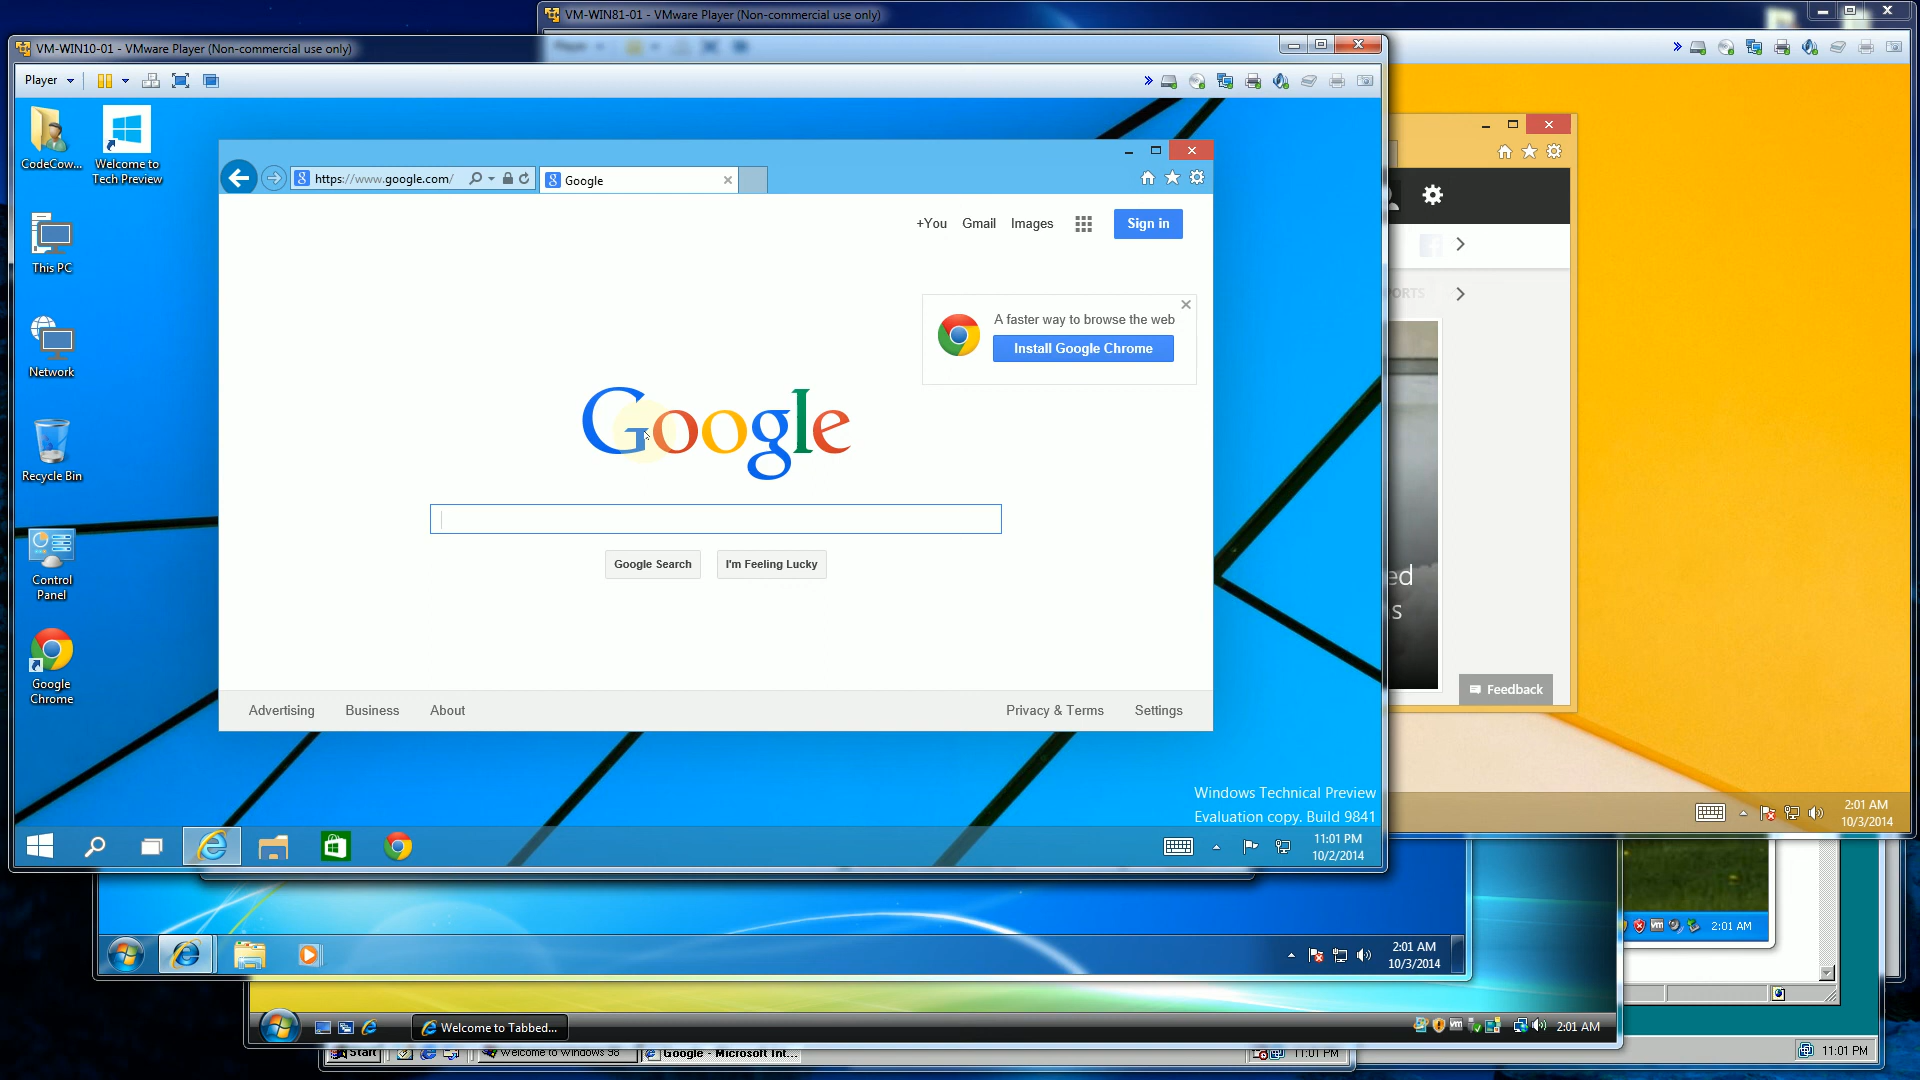 VM-WIN81-01 - VMware Player (Non-commercial use only)
VM-WIN10-01 - VMware Player (Non-commercial use only)
Player
CodeCow...
Welcome to
Tech Preview
This PC
Network
Recycle Bin
Control
Panel
Google
Chrome
https://www.google.com/
Google
+You
Gmail
Images
Sign in
A faster way to browse the web
Install Google Chrome
Google
Google Search
I'm Feeling Lucky
Advertising
Business
About
Privacy & Terms
Settings
ORTS
ed
s
Feedback
Windows Technical Preview
Evaluation copy. Build 9841
11:01 PM
10/2/2014
2:01 AM
10/3/2014
2:01 AM
2:01 AM
10/3/2014
Welcome to Tabbed...
2:01 AM
Start
Welcome to Windows 98
Google - Microsoft Int...
11:01 PM
11:01 PM